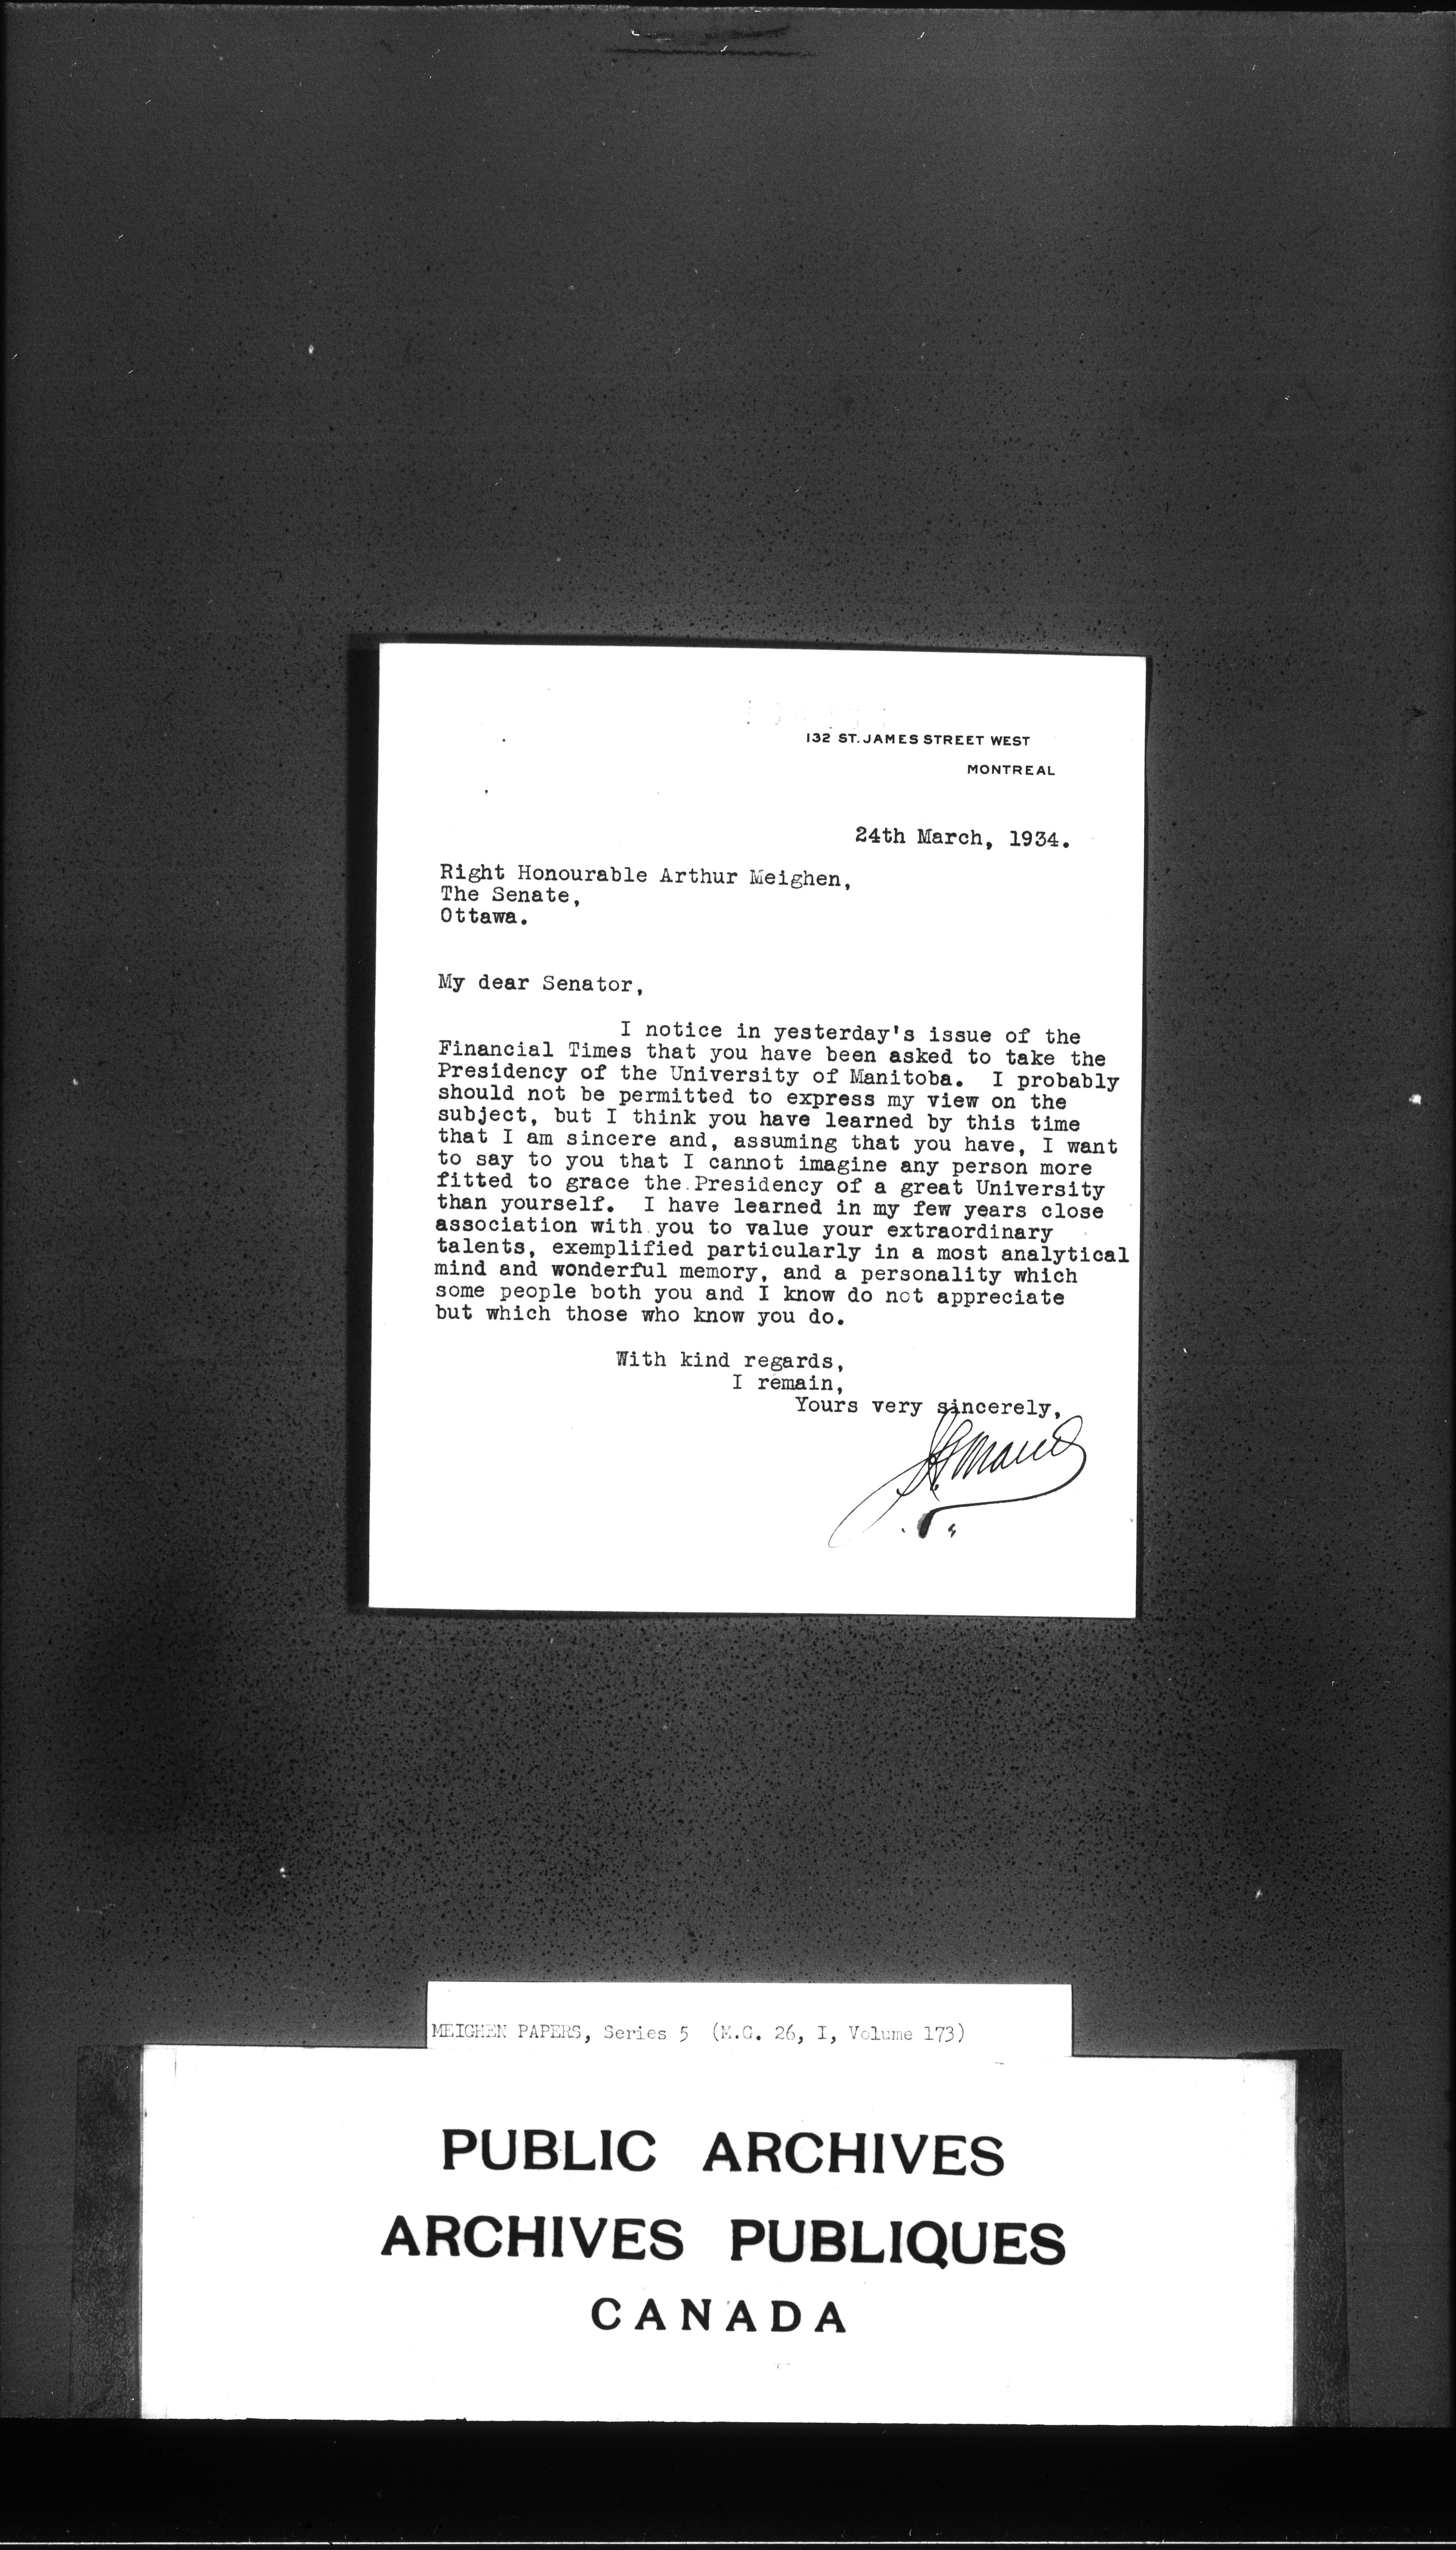 132 ST. JAMES STREET WEST
MONTREAL
24th March, 1934.
Right Honourable Arthur Meighen,
The Senate,
Ottawa.
My dear Senator,
I notice in yesterday's issue of the
Financial Times that you have been asked to take the
Presidency of the University of Manitoba. I probably
should not be permitted to express my view on the
subject, but I think you have learned by this time
that I am sincere and, assuming that you have, I want
to say to you that I cannot imagine any person more
fitted to grace the Presidency of a great University
than yourself. I have learned in my few years close
association with you to value your extraordinary
talents, exemplified particularly in a most analytical
mind and wonderful memory, and a personality which
some people both you and I know do not appreciate
but which those who know you do.
With kind regards,
I remain,
Yours very sincerely,
MEIGHEN PAPERS, Series 5 (M.G. 26, I, Volume 173)
PUBLIC ARCHIVES
ARCHIVES PUBLIQUES
CANADA